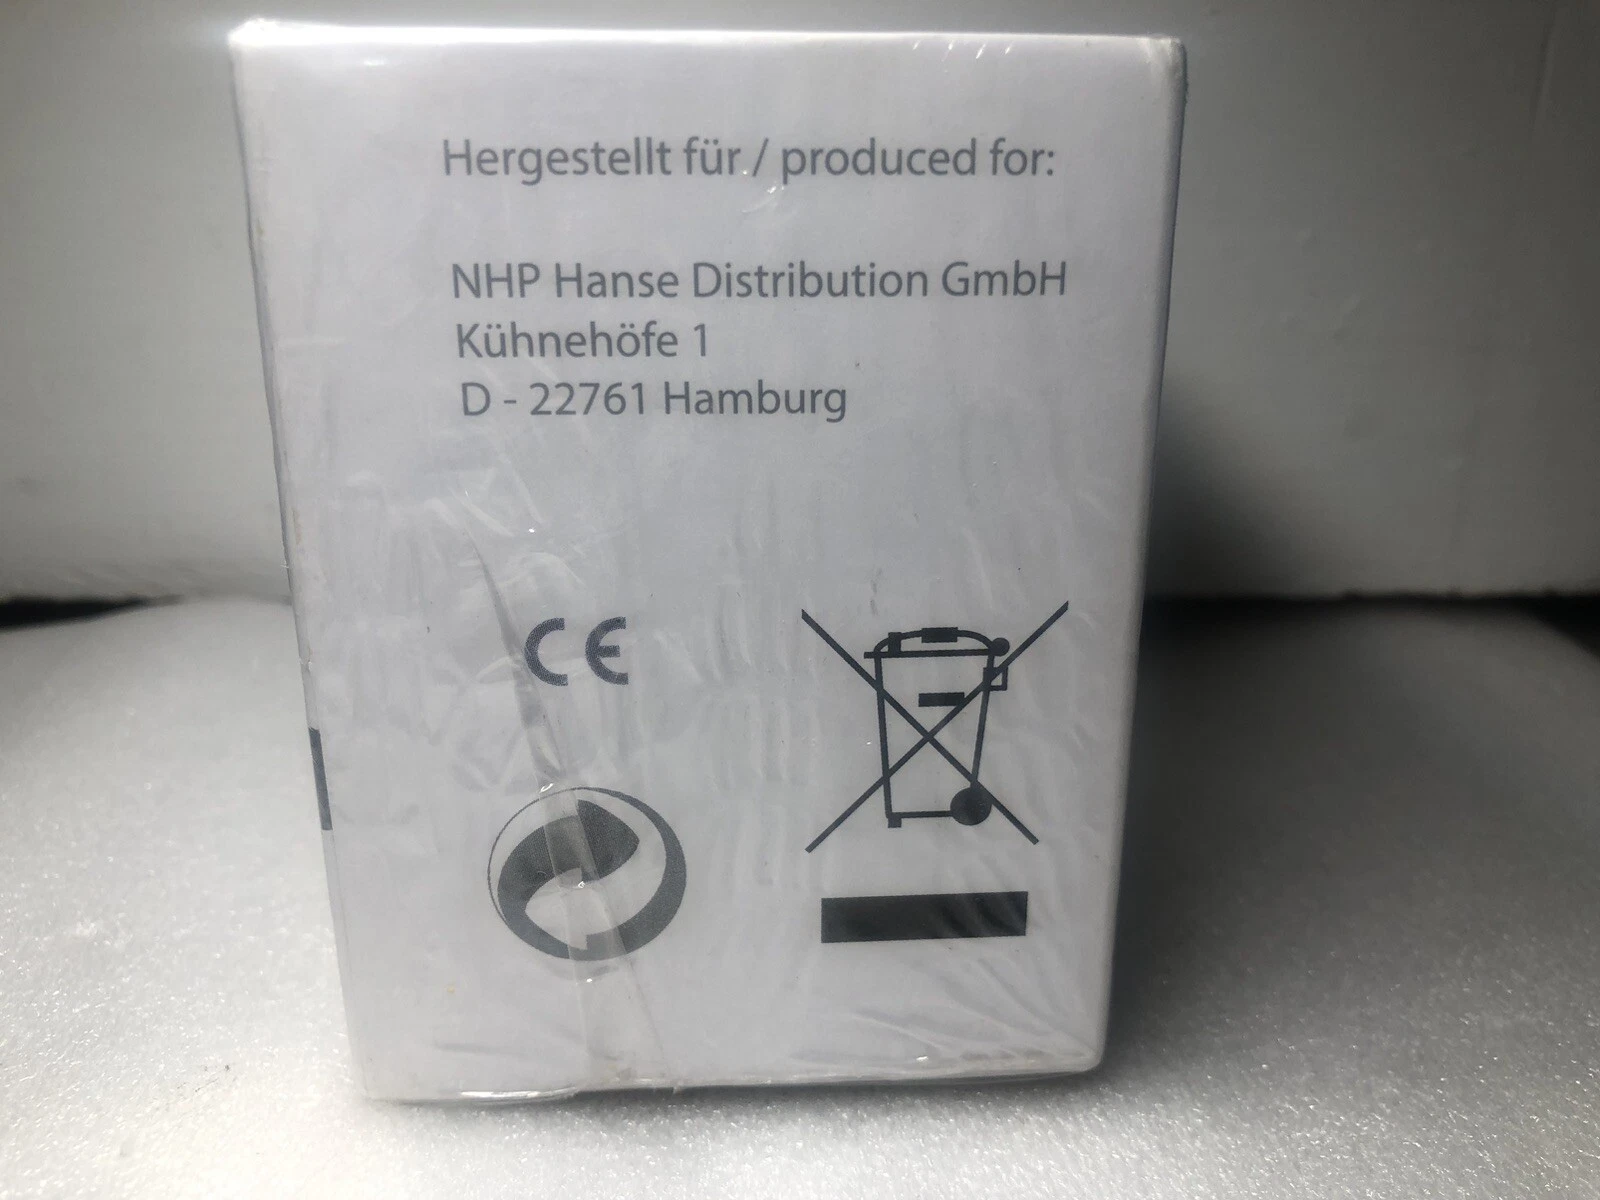 Hergestellt für / produced for:
NHP Hanse Distribution GmbH
Kühnehöfe 1
D - 22761 Hamburg
CE